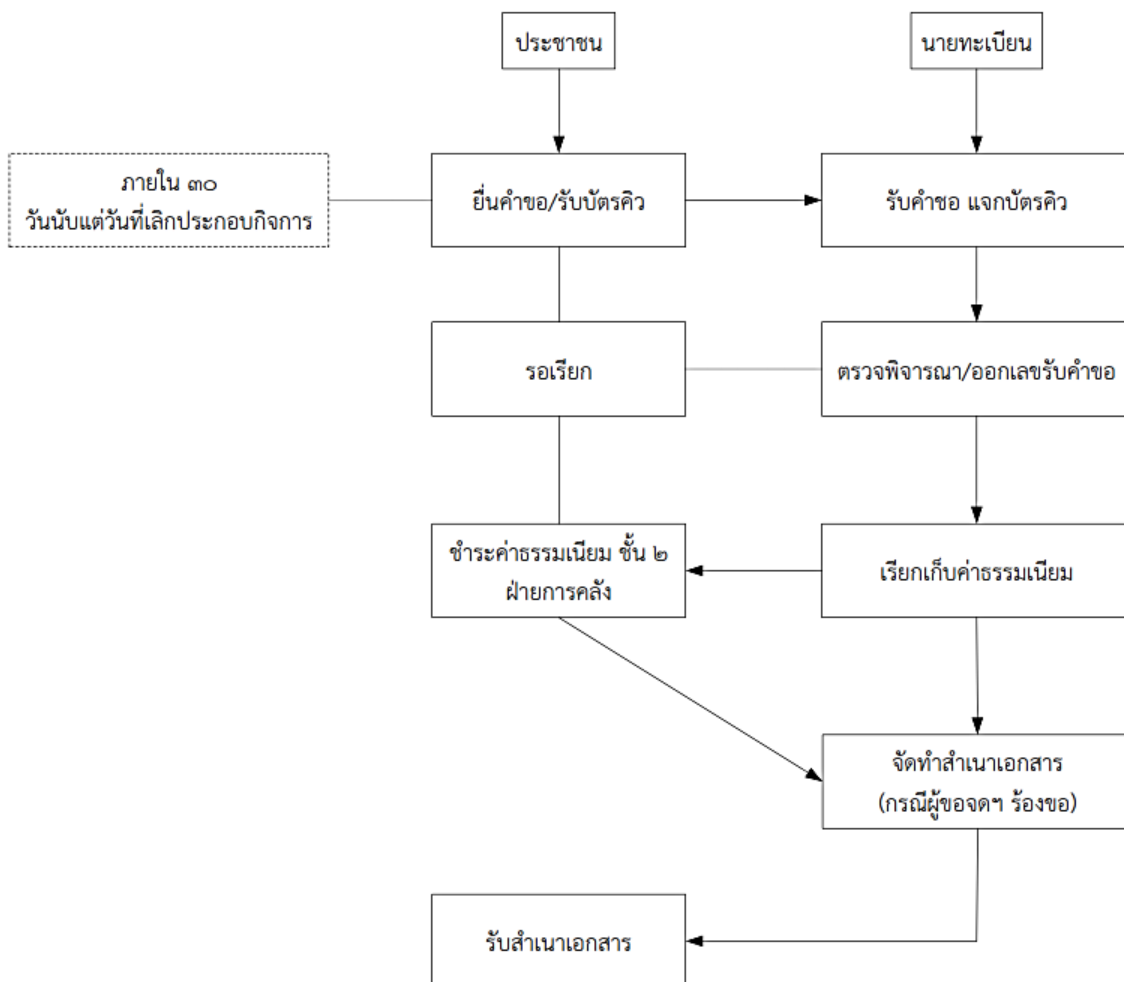 ประชาชน
นายทะเบียน
ภายใน ๓๐
วันนับแต่วันที่เลิกประกอบกิจการ
ยื่นคำขอ/รับบัตรคิว
รับคำชอ แจกบัตรคิว
รอเรียก
ตรวจพิจารณา/ออกเลขรับคำขอ
ชำระค่าธรรมเนียม ชั้น ๒
ฝ่ายการคลัง
เรียกเก็บค่าธรรมเนียม
จัดทำสำเนาเอกสาร
(กรณีผู้ขอจดฯ ร้องขอ)
รับสำเนาเอกสาร